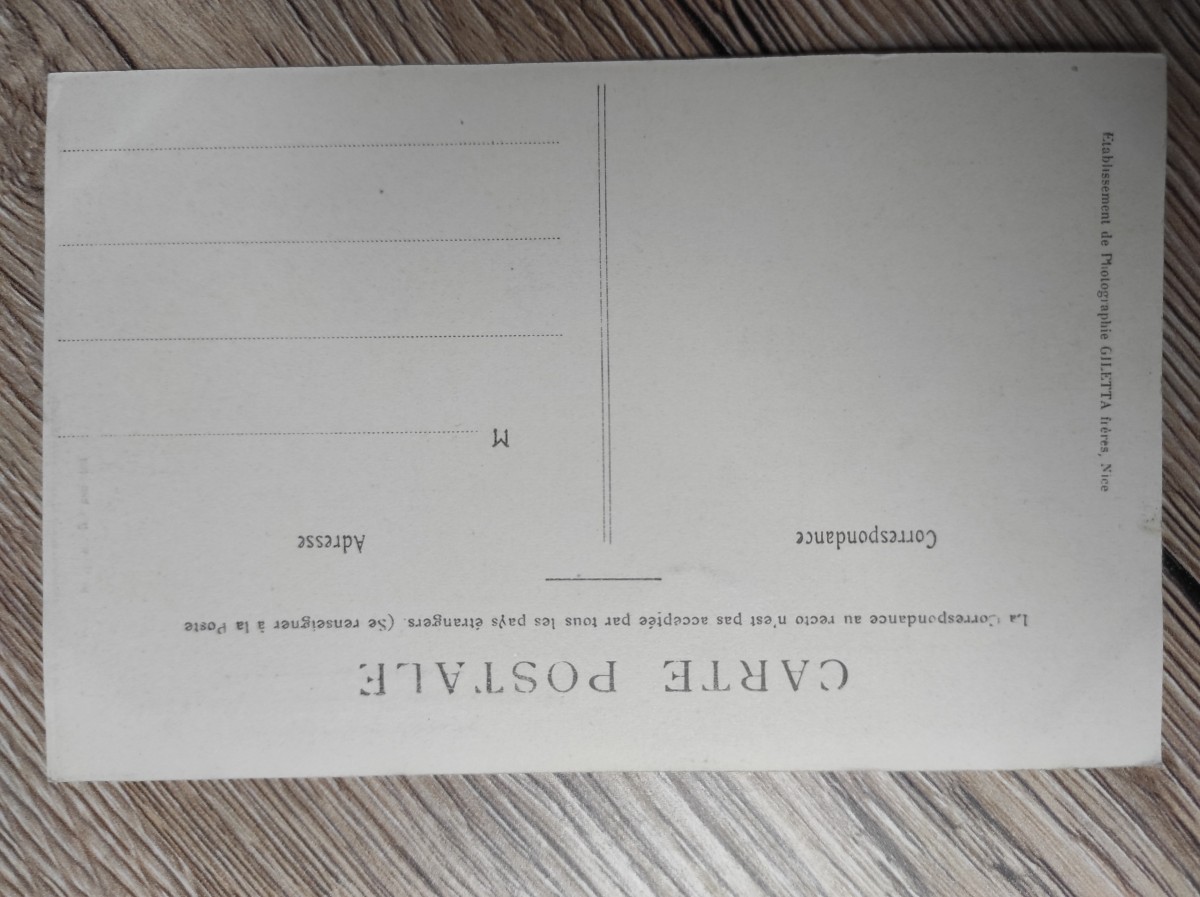 CARTE POSTALE
La Correspondance au recto n'est pas acceptée par tous les pays étrangers. (Se renseigner à la Poste
Correspondance
Adresse
M
Etablissement de Photographie GILETTA frères, Nice